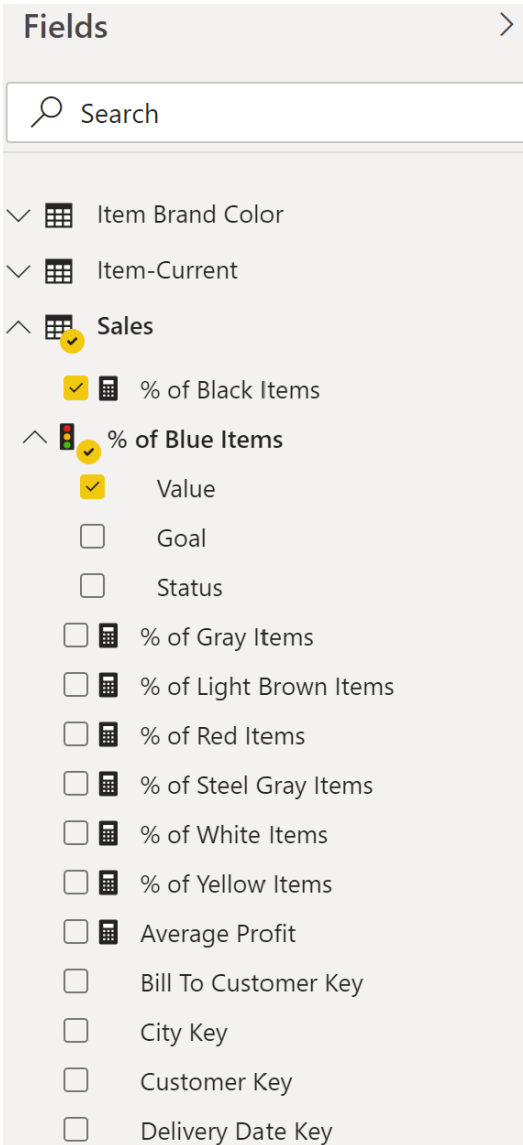 Fields
Search
Item Brand Color
Item-Current
Sales
% of Black Items
% of Blue Items
Value
Goal
Status
% of Gray Items
% of Light Brown Items
% of Red Items
% of Steel Gray Items
% of White Items
% of Yellow Items
Average Profit
Bill To Customer Key
City Key
Customer Key
Delivery Date Key